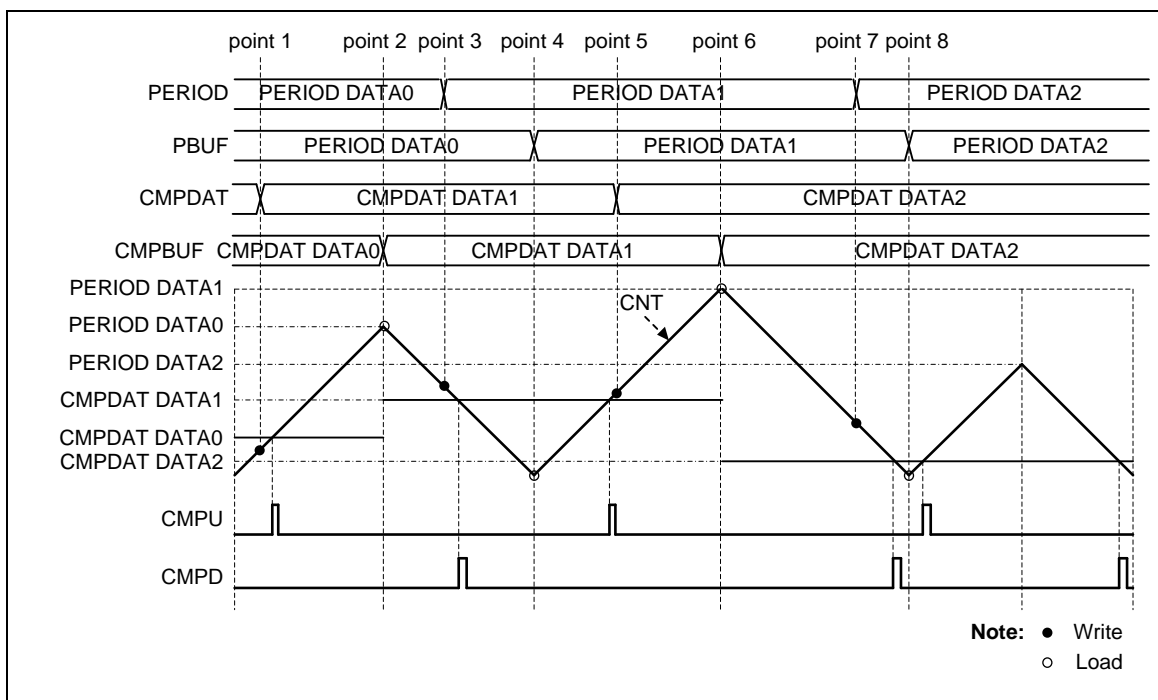 point 1 point 2 point 3 point 4 point 5 point 6 point 7 point 8
PERIOD PERIOD DATA0 PERIOD DATA1 PERIOD DATA2
PBUF PERIOD DATA0 PERIOD DATA1 PERIOD DATA2
CMPDAT CMPDAT DATA1 CMPDAT DATA2
CMPBUF CMPDAT DATA0 CMPDAT DATA1 CMPDAT DATA2
PERIOD DATA1
CNT
PERIOD DATA0
PERIOD DATA2
CMPDAT DATA1
CMPDAT DATA0
CMPDAT DATA2
CMPU
CMPD
Note: Write
Load